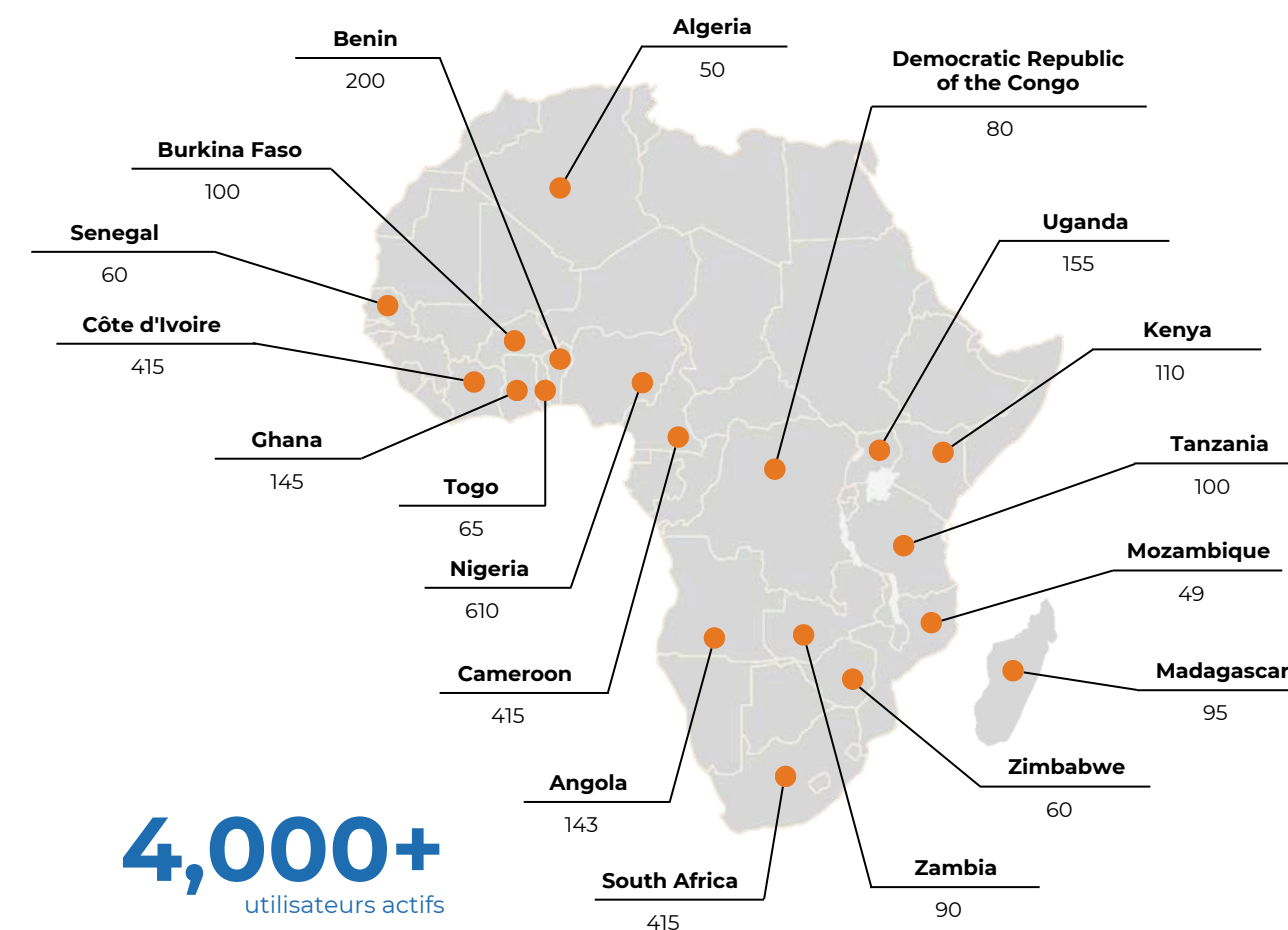 Algeria
50
Benin
200
Democratic Republic
of the Congo
80
Burkina Faso
100
Uganda
155
Senegal
60
Côte d'Ivoire
415
Kenya
110
Ghana
145
Tanzania
100
Togo
65
Mozambique
49
Nigeria
610
Cameroon
415
Madagascar
95
Zimbabwe
60
Angola
143
4,000+
utilisateurs actifs
Zambia
90
South Africa
415